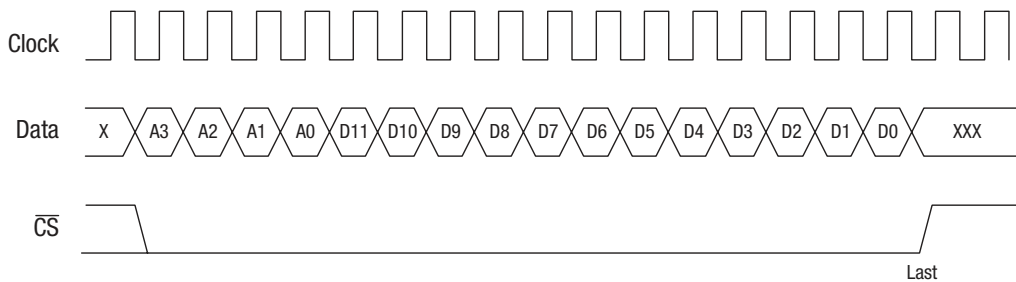 Clock
Data X A3 A2 A1 A0 D11 D10 D9 D8 D7 D6 D5 D4 D3 D2 D1 D0 XXX
C̅S̅
Last